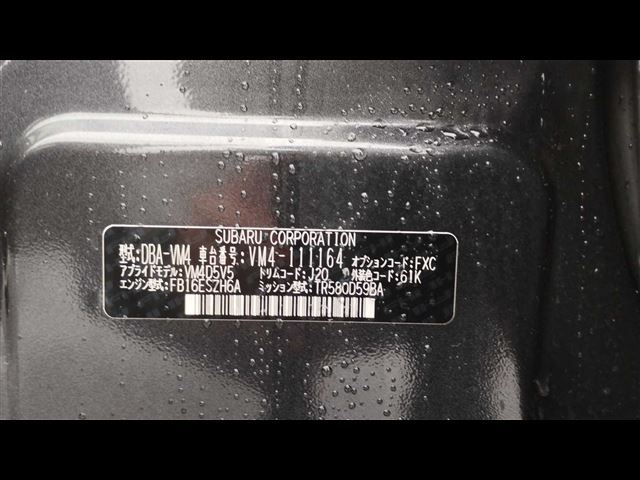 SUBARU CORPORATION
型式:DBA-VM4 車台番号:VM4-111164 オプションコード:FXC
アプライドモデル:VM4D5V5 トリムコード:J20 外装色コード:61K
エンジン型式:FB16ESZH6A ミッション型式:TR580D59BA